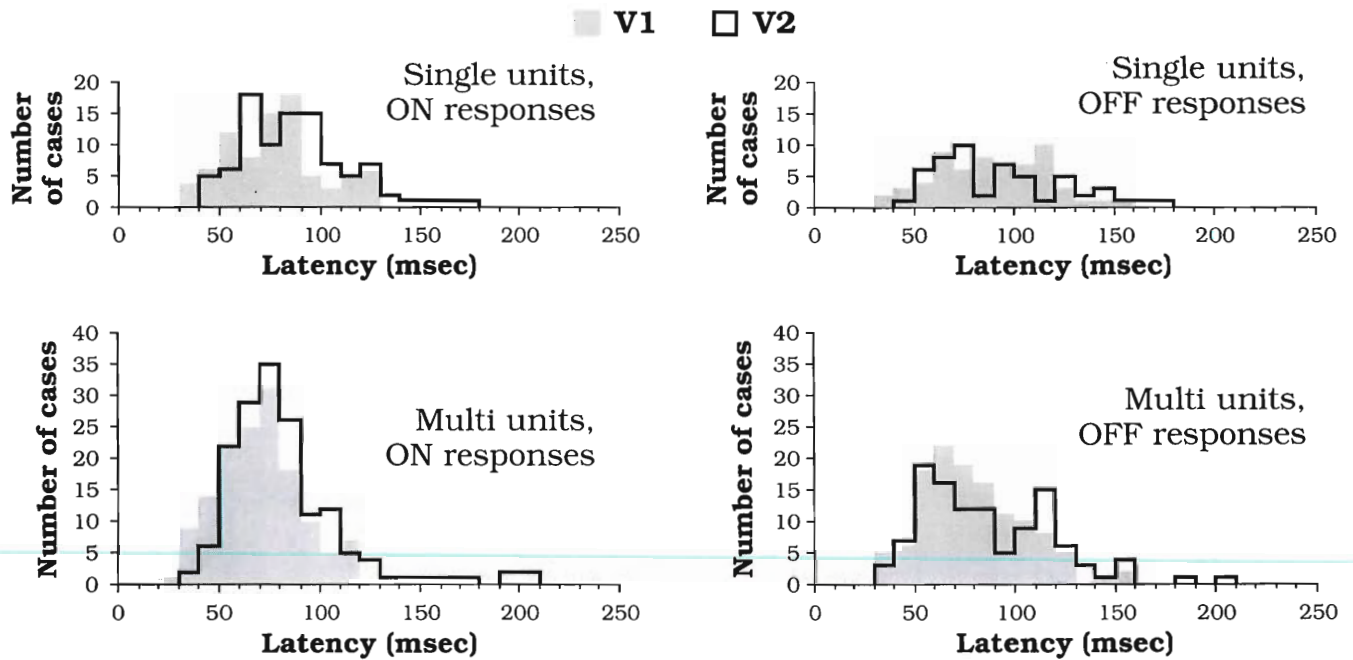 V1 V2
Single units,
ON responses
Number
of cases
20
15
10
5
0
0 50 100 150 200 250
Latency (msec)
Single units,
OFF responses
Number
of cases
20
15
10
5
0
0 50 100 150 200 250
Latency (msec)
Multi units,
ON responses
Number of cases
40
35
30
25
20
15
10
5
0
0 50 100 150 200 250
Latency (msec)
Multi units,
OFF responses
Number of cases
40
35
30
25
20
15
10
5
0
0 50 100 150 200 250
Latency (msec)